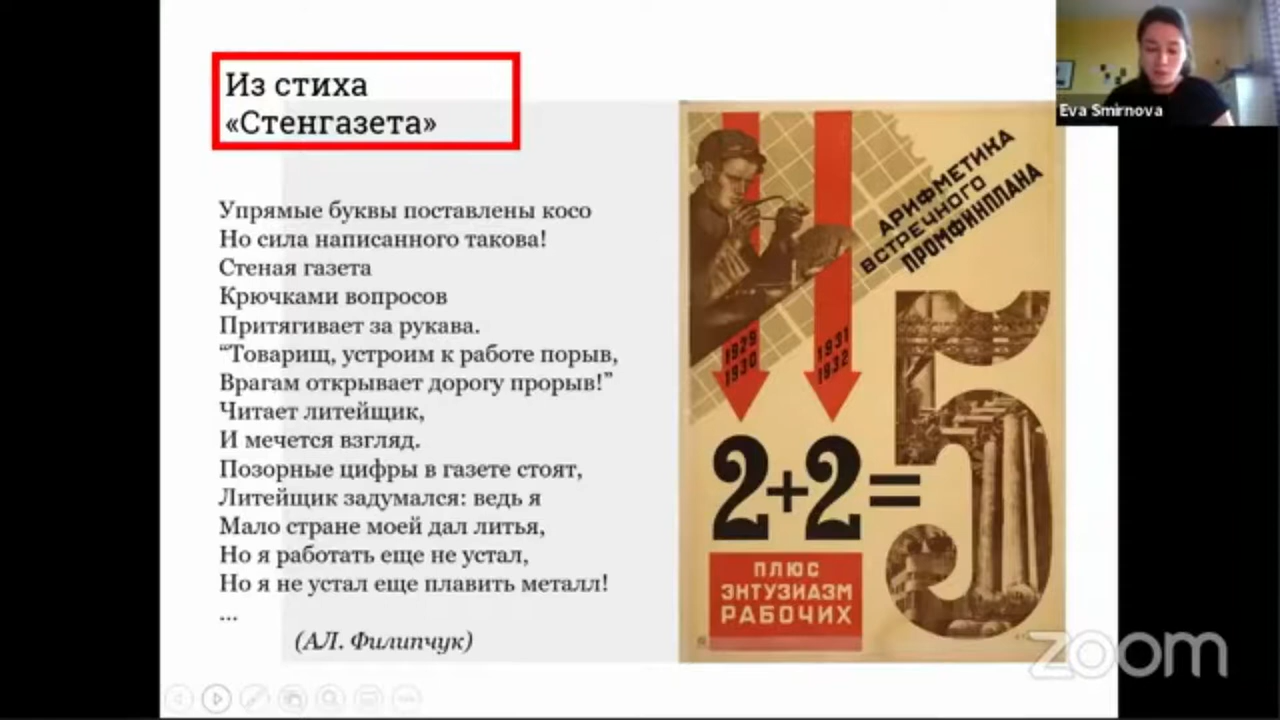 Из стиха
«Стенгазета»
Упрямые буквы поставлены косо
Но сила написанного такова!
Стеная газета
Крючками вопросов
Притягивает за рукава.
“Товарищ, устроим к работе порыв,
Врагам открывает дорогу прорыв!”
Читает литейщик,
И мечется взгляд.
Позорные цифры в газете стоят,
Литейщик задумался: ведь я
Мало стране моей дал литья,
Но я работать еще не устал,
Но я не устал еще плавить металл!
...
(АЛ. Филипчук)
АРИФМЕТИКА
ВСТРЕЧНОГО
ПРОМФИНПЛАНА
1929
1930
1931
1932
2+2=5
ПЛЮС
ЭНТУЗИАЗМ
РАБОЧИХ
Eva Smirnova
zoom